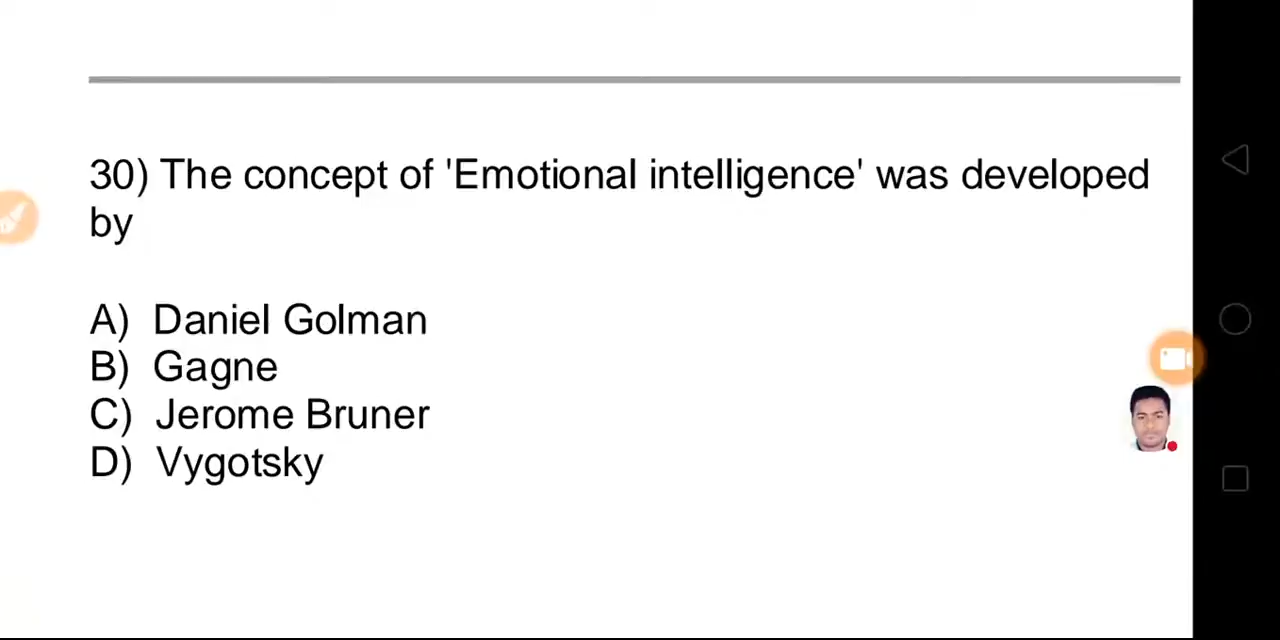 30) The concept of 'Emotional intelligence' was developed
by
A) Daniel Golman
B) Gagne
C) Jerome Bruner
D) Vygotsky